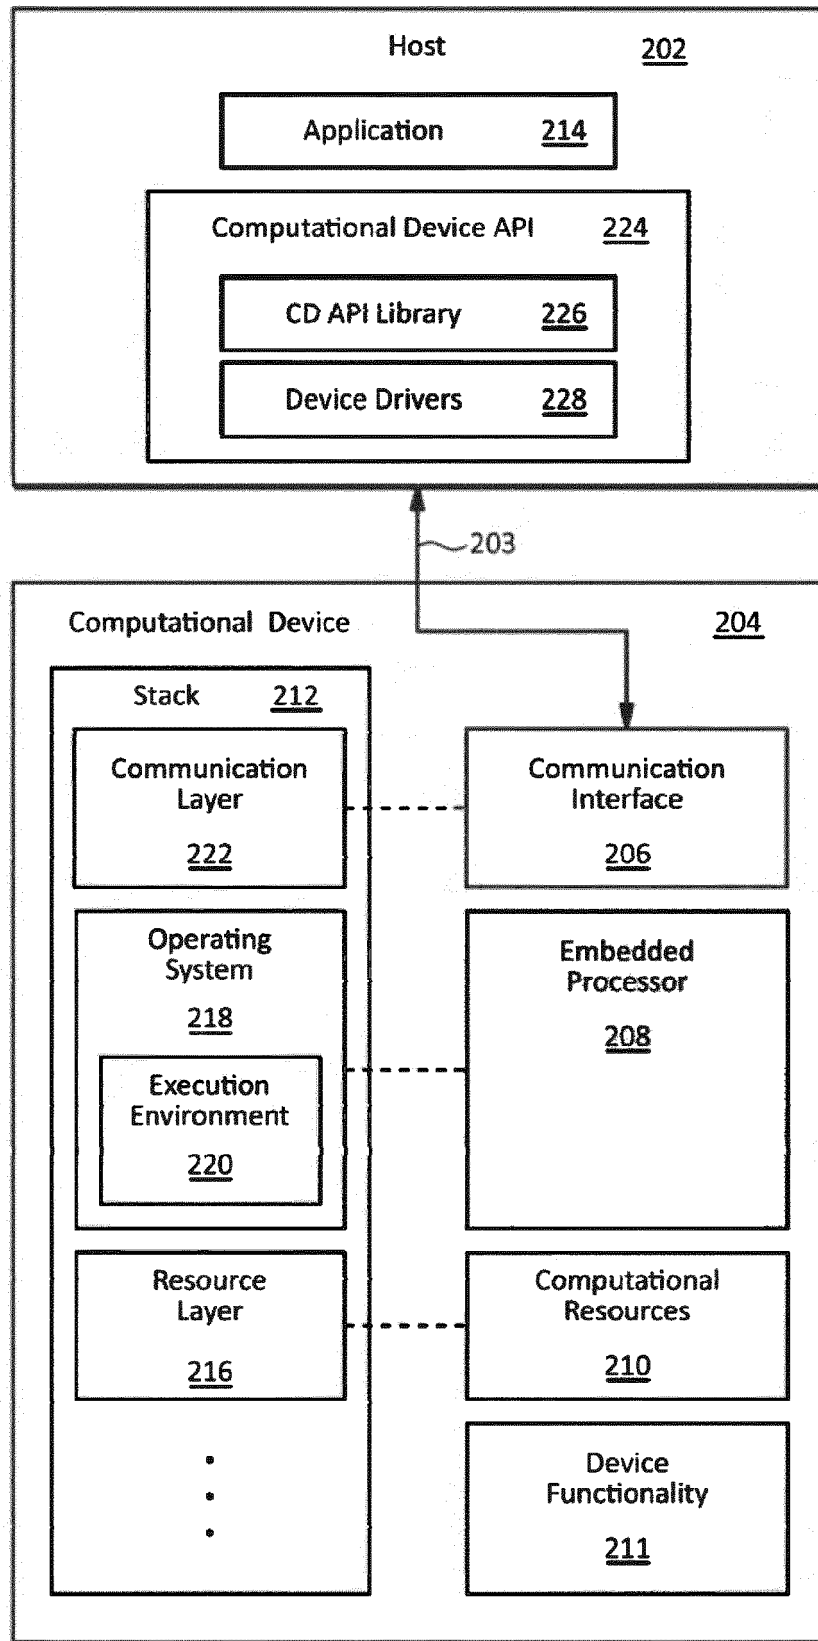 Host 202
Application 214
Computational Device API 224
CD API Library 226
Device Drivers 228
203
Computational Device 204
Stack 212
Communication
Layer
222
Communication
Interface
206
Operating
System
218
Embedded
Processor
208
Execution
Environment
220
Resource
Layer
216
Computational
Resources
210
Device
Functionality
211